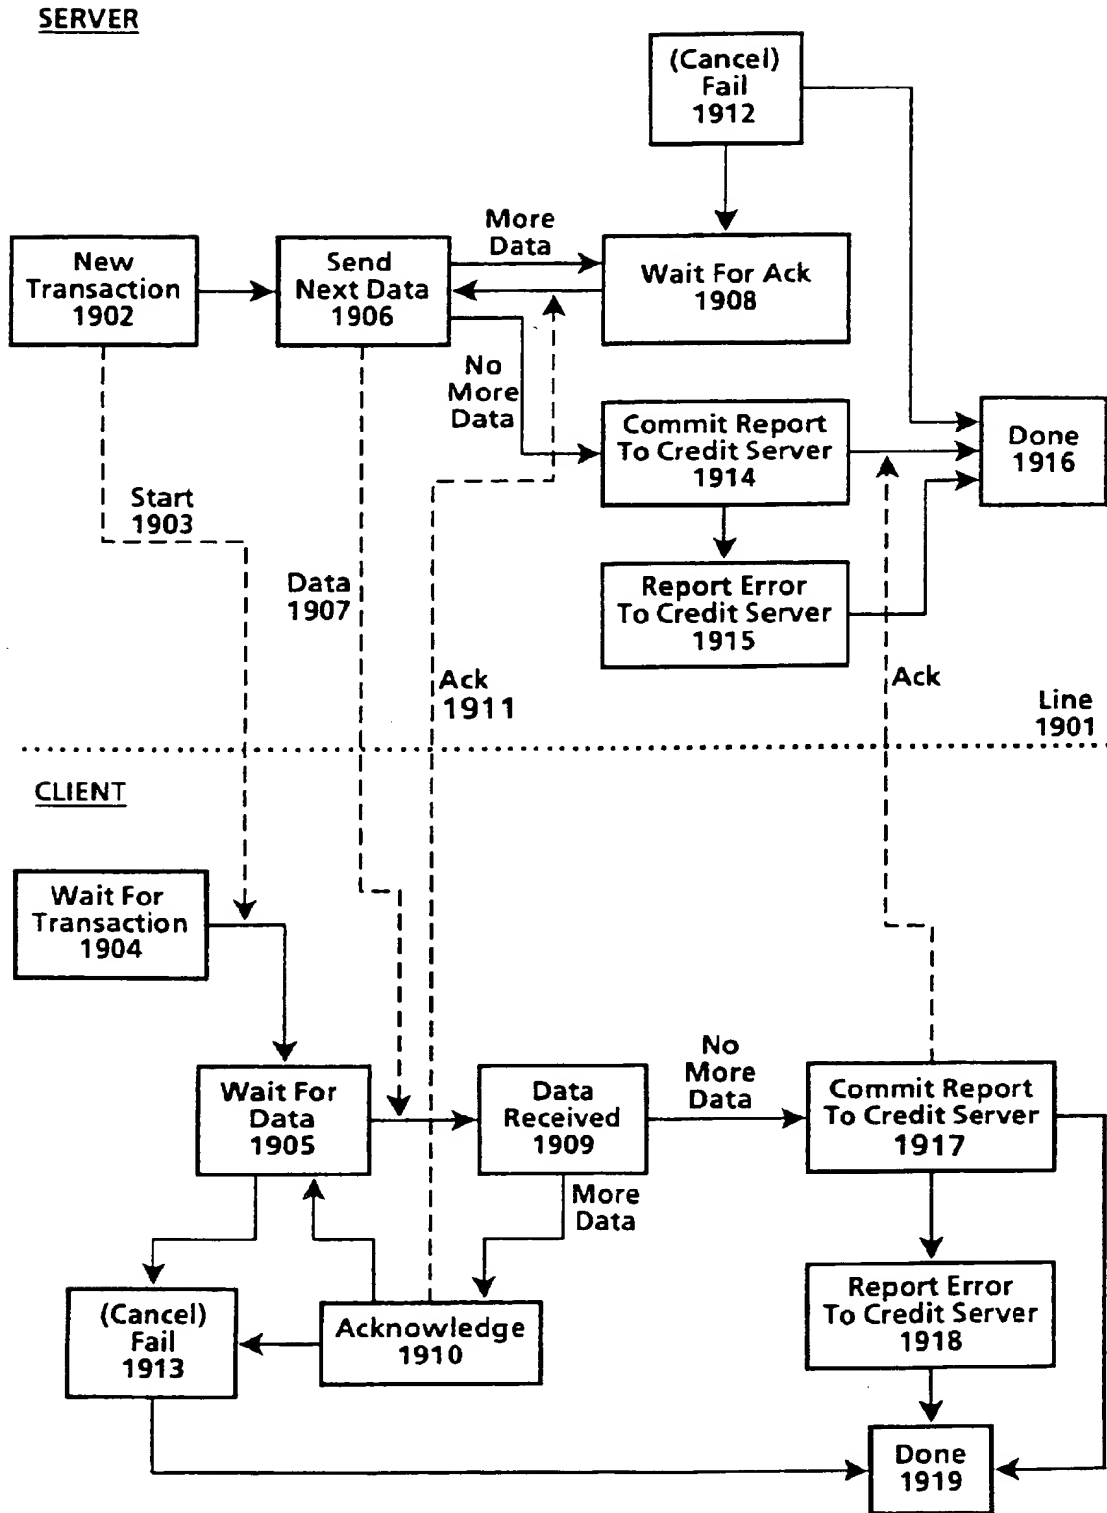 SERVER
(Cancel)
Fail
1912
New
Transaction
1902
Send
Next Data
1906
More
Data
Wait For Ack
1908
No
More
Data
Commit Report
To Credit Server
1914
Done
1916
Start
1903
Data
1907
Report Error
To Credit Server
1915
Ack
1911
Ack
Line
1901
CLIENT
Wait For
Transaction
1904
Wait For
Data
1905
Data
Received
1909
No
More
Data
Commit Report
To Credit Server
1917
More
Data
(Cancel)
Fail
1913
Acknowledge
1910
Report Error
To Credit Server
1918
Done
1919